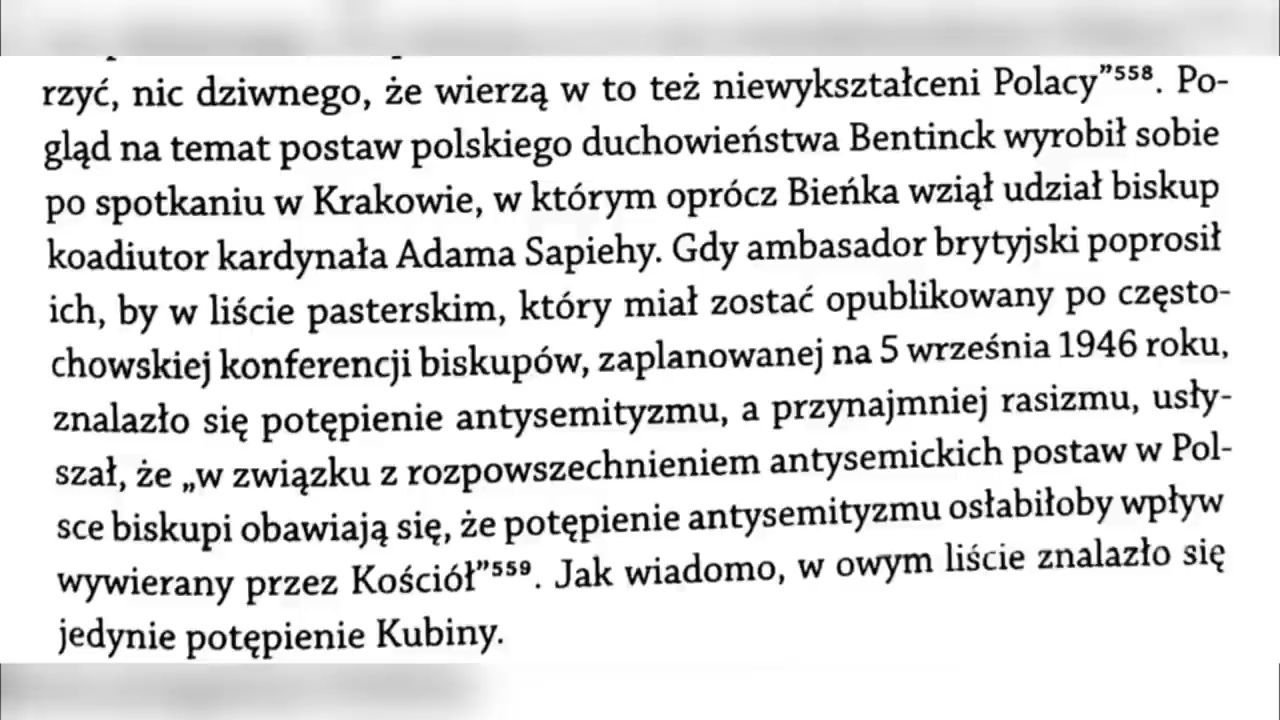 rzyć, nic dziwnego, że wierzą w to też niewykształceni Polacy”⁵⁵⁸. Po-
gląd na temat postaw polskiego duchowieństwa Bentinck wyrobił sobie
po spotkaniu w Krakowie, w którym oprócz Bieńka wziął udział biskup
koadiutor kardynała Adama Sapiehy. Gdy ambasador brytyjski poprosił
ich, by w liście pasterskim, który miał zostać opublikowany po często-
chowskiej konferencji biskupów, zaplanowanej na 5 września 1946 roku,
znalazło się potępienie antysemityzmu, a przynajmniej rasizmu, usły-
szał, że „w związku z rozpowszechnieniem antysemickich postaw w Pol-
sce biskupi obawiają się, że potępienie antysemityzmu osłabiłoby wpływ
wywierany przez Kościół”⁵⁵⁹. Jak wiadomo, w owym liście znalazło się
jedynie potępienie Kubiny.